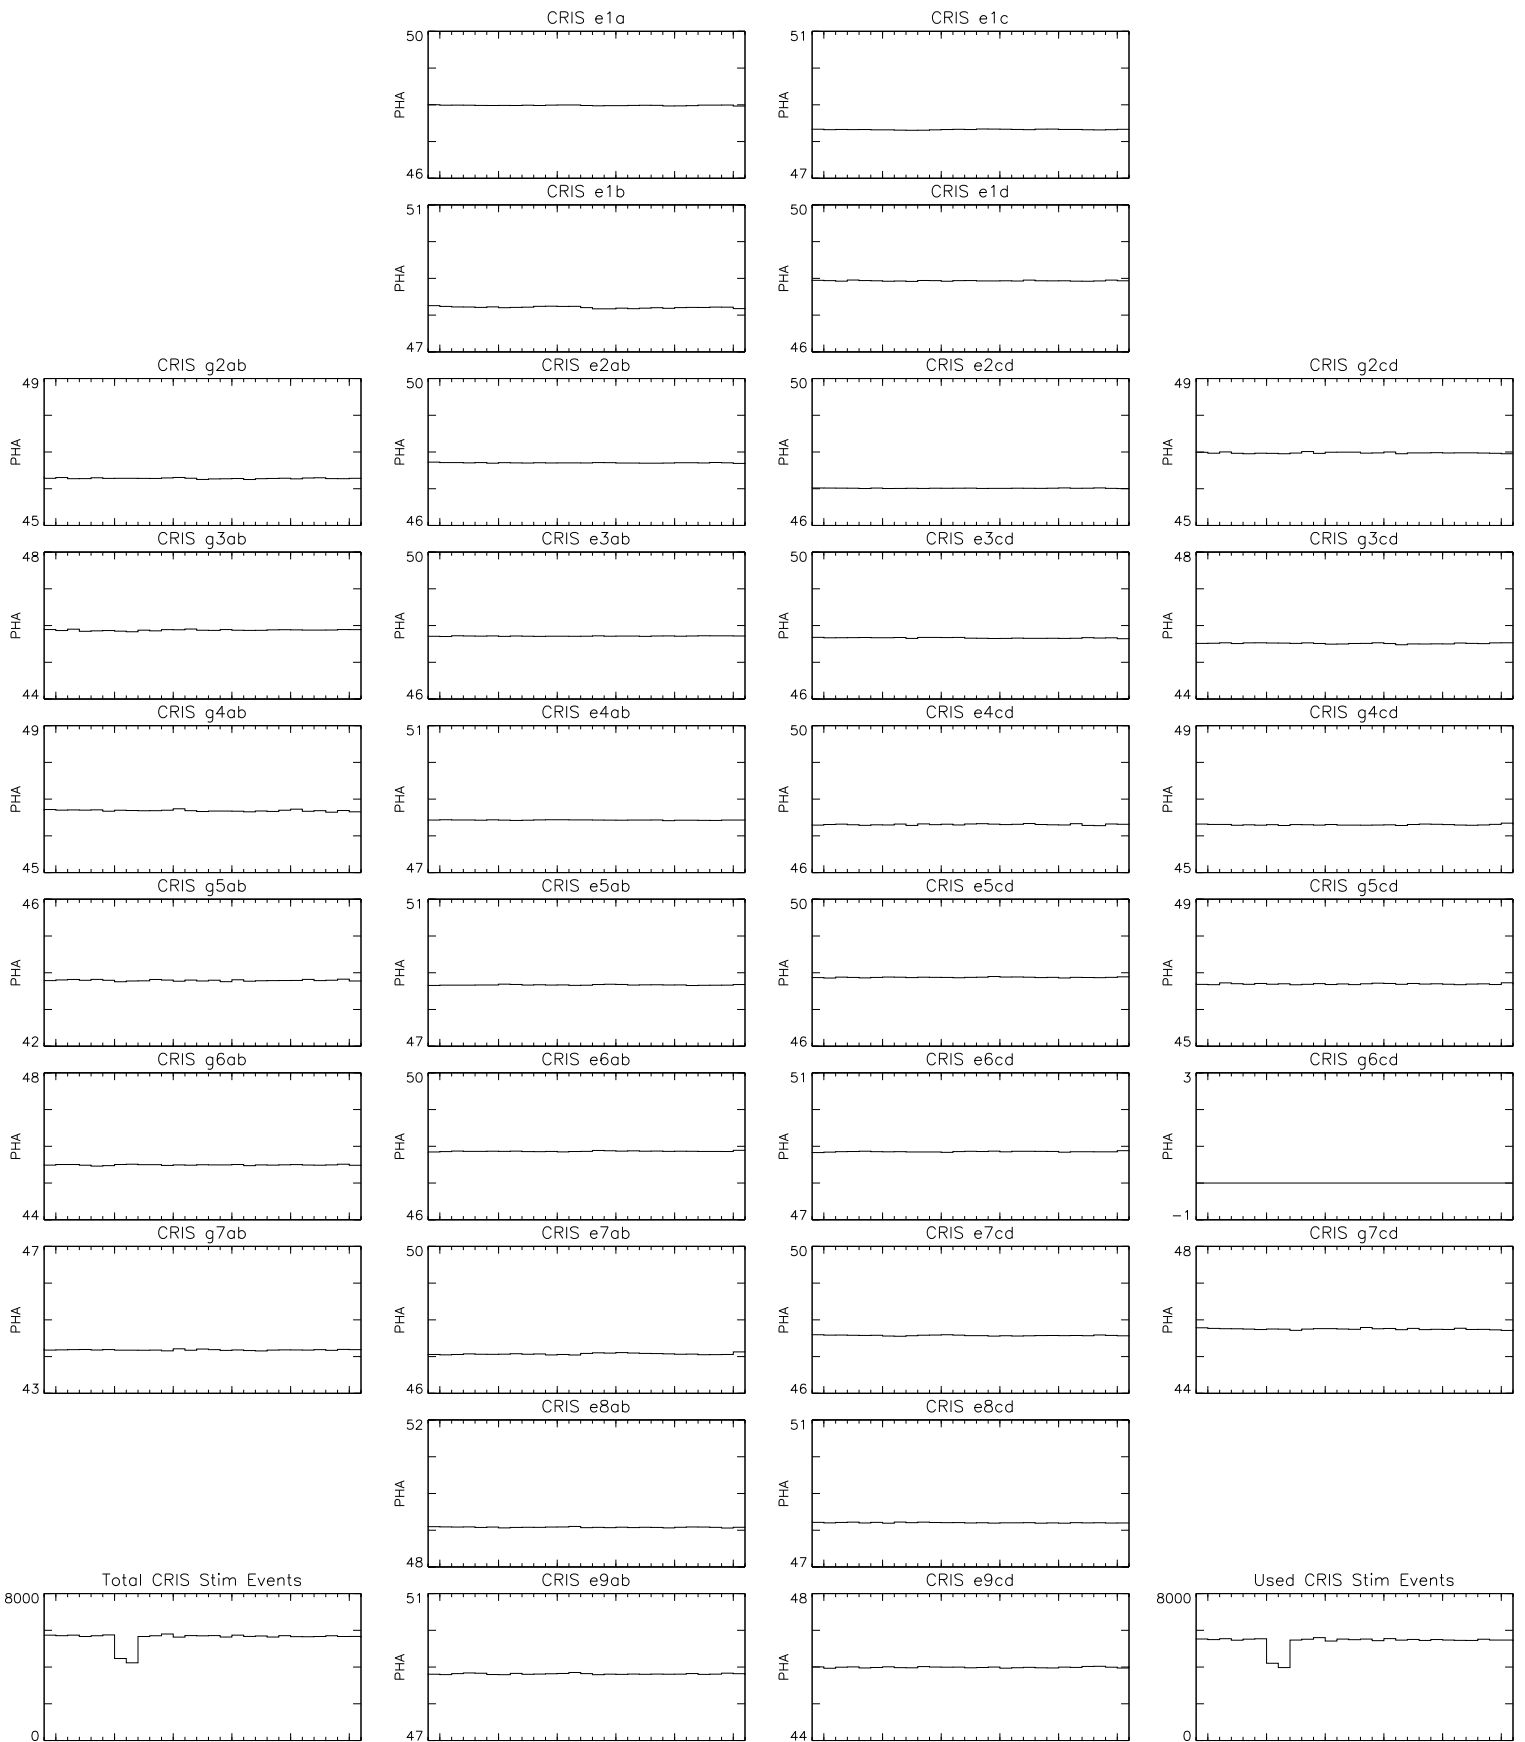 CRIS e1a
CRIS e1c
50
PHA
46
51
PHA
47
CRIS e1b
CRIS e1d
51
PHA
47
50
PHA
46
CRIS g2ab
CRIS e2ab
CRIS e2cd
CRIS g2cd
49
PHA
45
50
PHA
46
50
PHA
46
49
PHA
45
CRIS g3ab
CRIS e3ab
CRIS e3cd
CRIS g3cd
48
PHA
44
50
PHA
46
50
PHA
46
48
PHA
44
CRIS g4ab
CRIS e4ab
CRIS e4cd
CRIS g4cd
49
PHA
45
51
PHA
47
50
PHA
46
49
PHA
45
CRIS g5ab
CRIS e5ab
CRIS e5cd
CRIS g5cd
46
PHA
42
51
PHA
47
50
PHA
46
49
PHA
45
CRIS g6ab
CRIS e6ab
CRIS e6cd
CRIS g6cd
48
PHA
44
50
PHA
46
51
PHA
47
3
PHA
-1
CRIS g7ab
CRIS e7ab
CRIS e7cd
CRIS g7cd
47
PHA
43
50
PHA
46
50
PHA
46
48
PHA
44
CRIS e8ab
CRIS e8cd
52
PHA
48
51
PHA
47
Total CRIS Stim Events
CRIS e9ab
CRIS e9cd
Used CRIS Stim Events
8000
0
51
PHA
47
48
PHA
44
8000
0